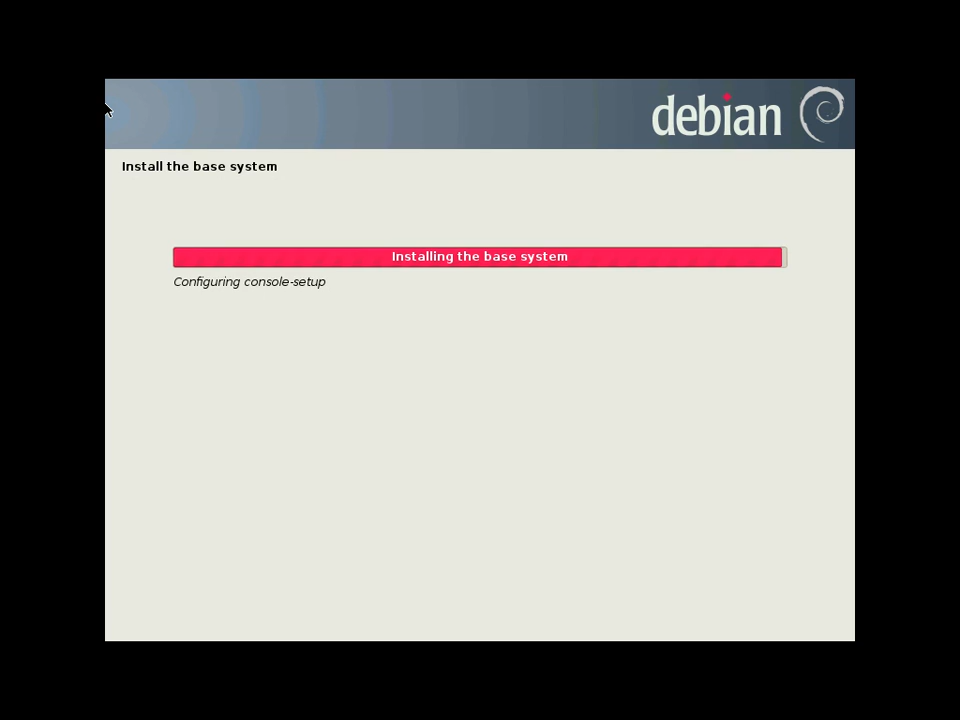 debian
Install the base system
Installing the base system
Configuring console-setup